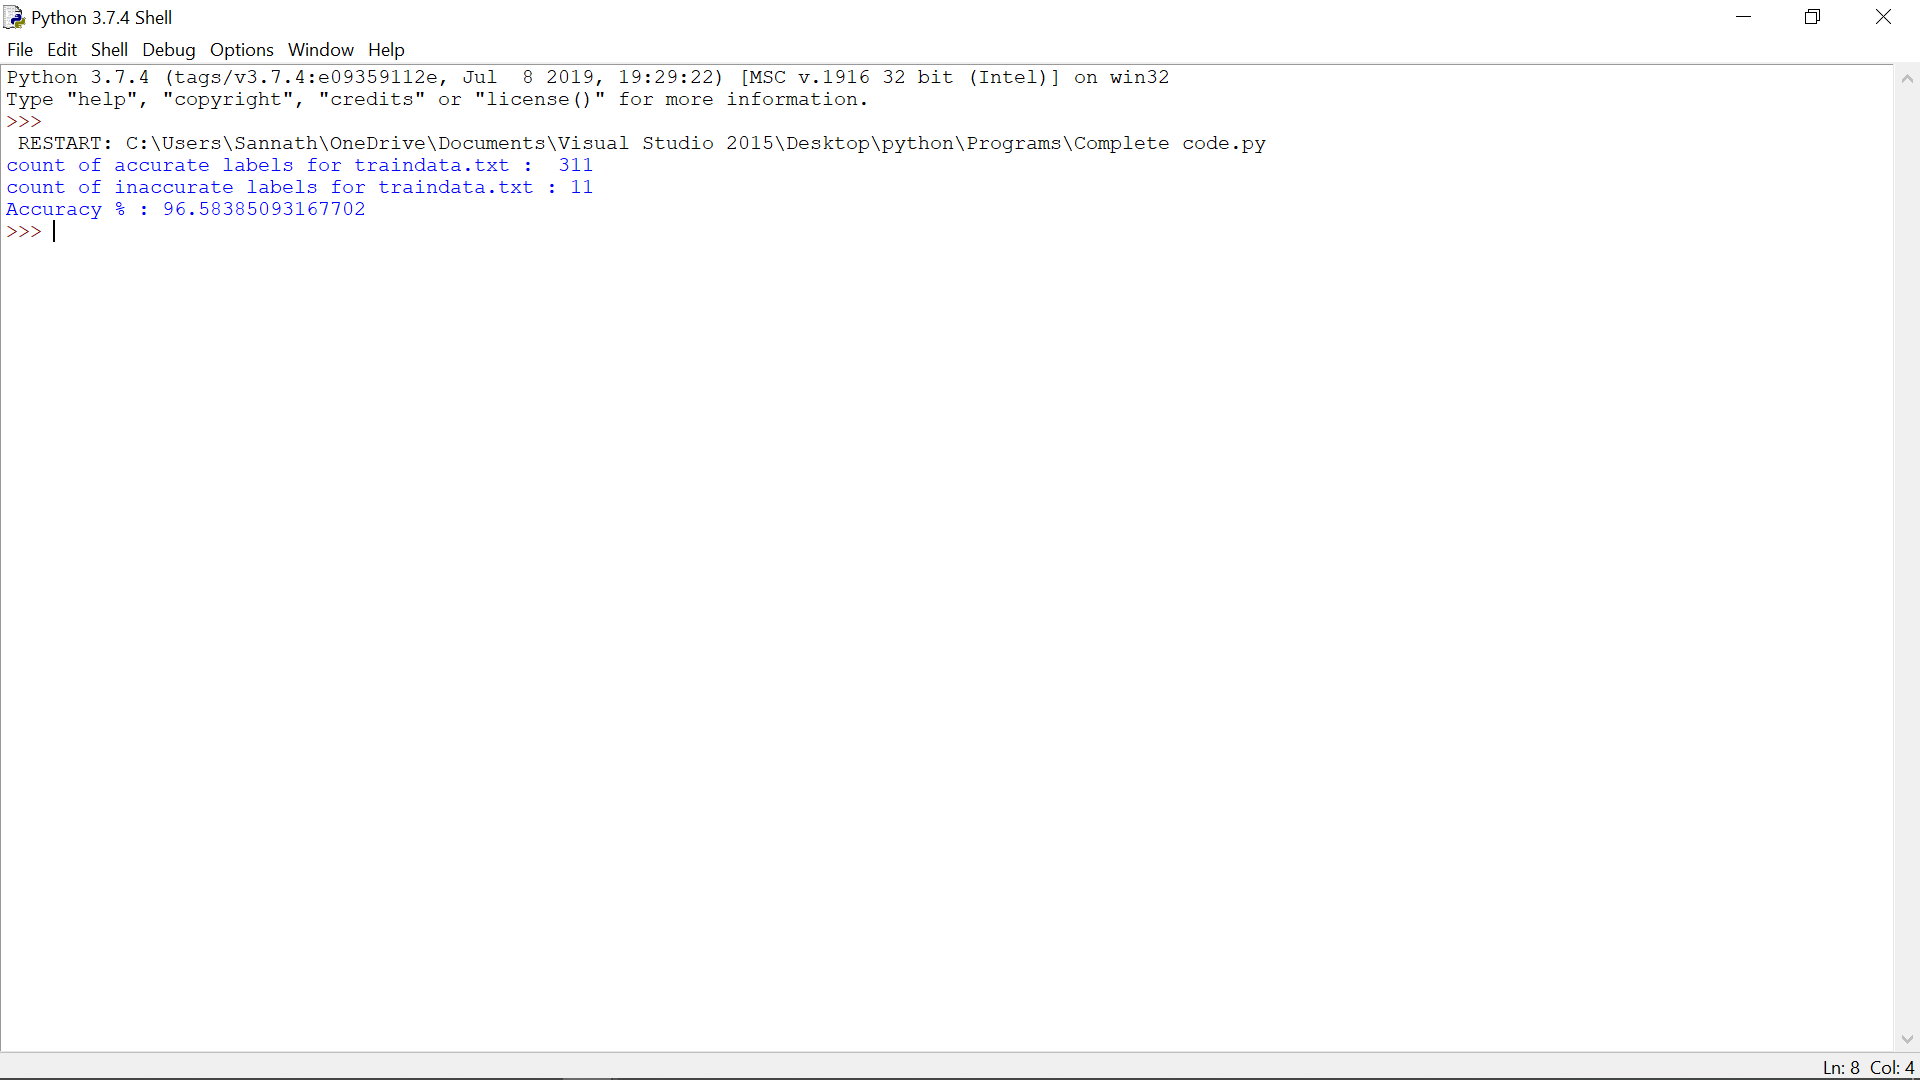 Python 3.7.4 Shell
File Edit Shell Debug Options Window Help
Python 3.7.4 (tags/v3.7.4:e09359112e, Jul  8 2019, 19:29:22) [MSC v.1916 32 bit (Intel)] on win32
Type "help", "copyright", "credits" or "license()" for more information.
>>>
 RESTART: C:\Users\Sannath\OneDrive\Documents\Visual Studio 2015\Desktop\python\Programs\Complete code.py
count of accurate labels for traindata.txt :  311
count of inaccurate labels for traindata.txt : 11
Accuracy % : 96.58385093167702
>>>
Ln: 8 Col: 4